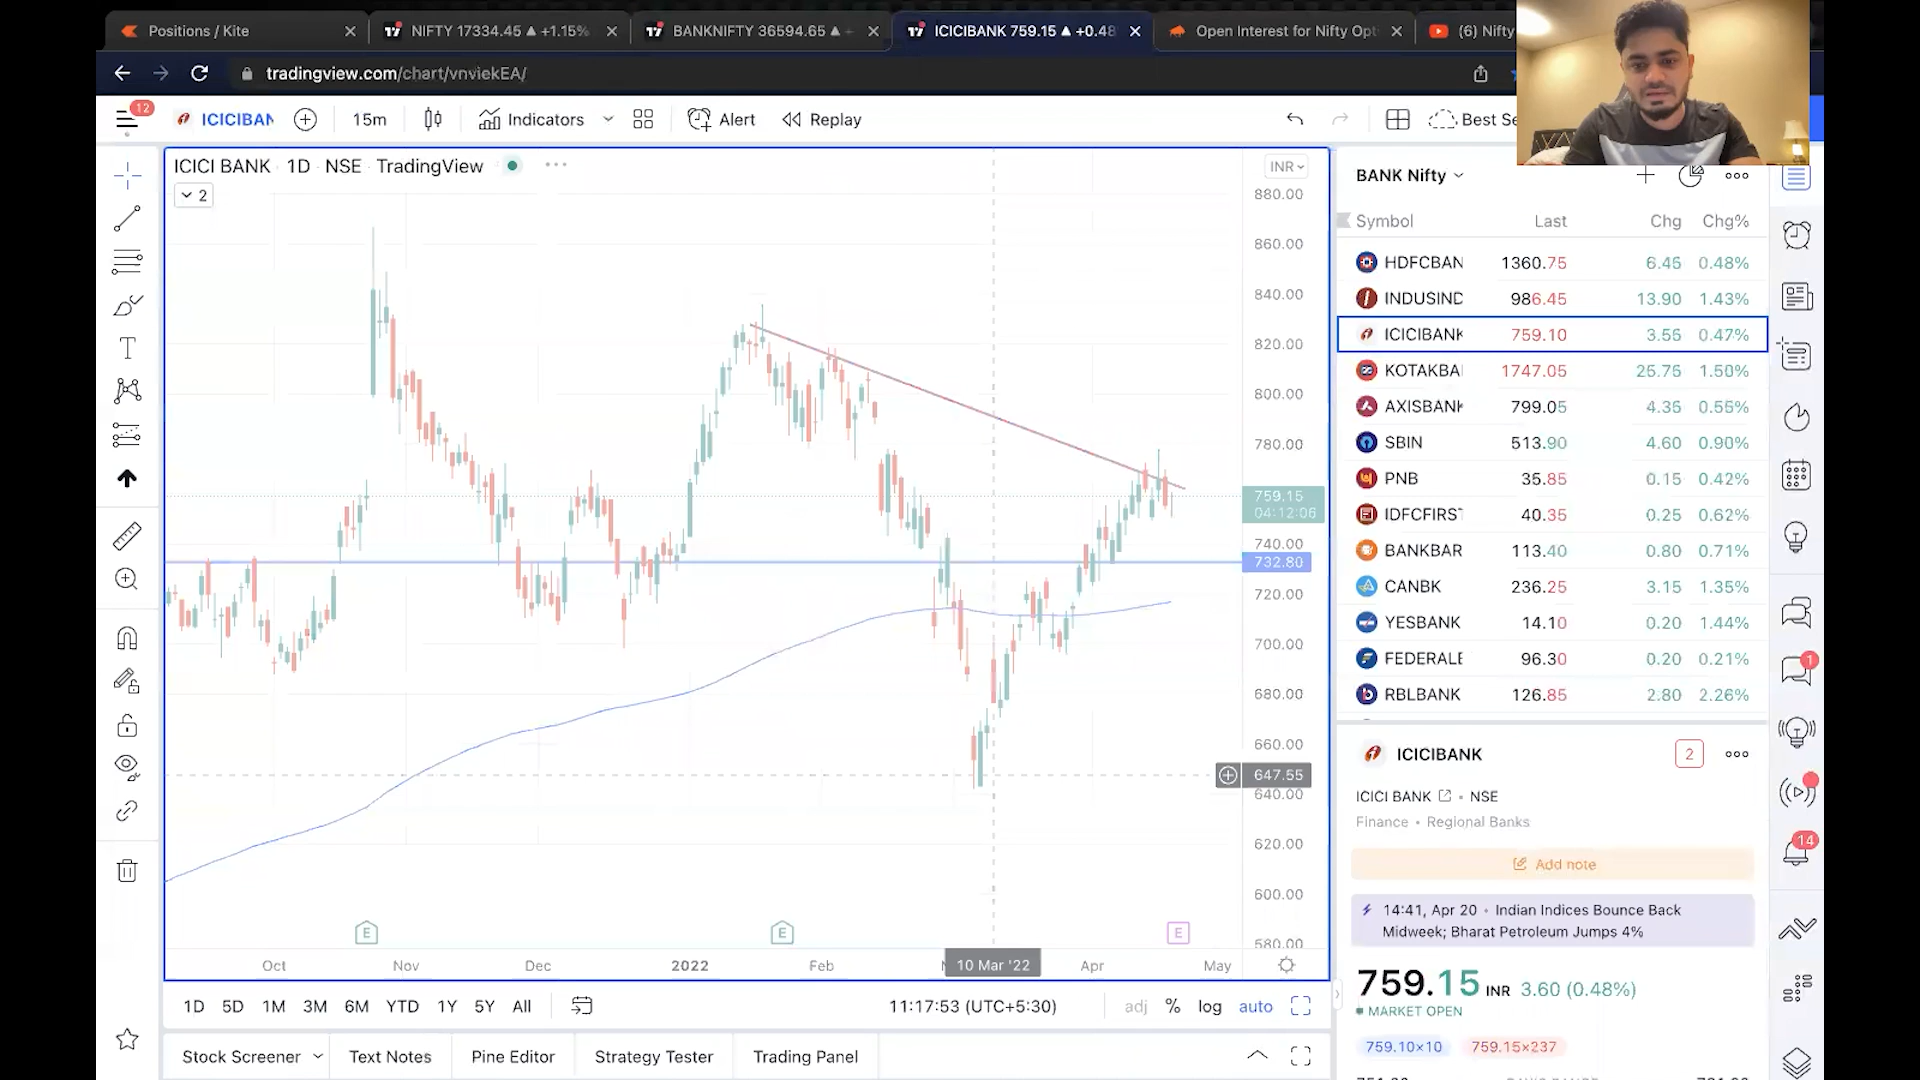 Positions / Kite
NIFTY 17334.45 ▲ +1.15%
BANKNIFTY 36594.65 ▲
ICICIBANK 759.15 ▲ +0.48
Open Interest for Nifty Opt
(6) Nifty
tradingview.com/chart/vnviekEA/
12
ICICIBAN
15m
Indicators
Alert
Replay
Best Se
ICICI BANK · 1D · NSE · TradingView
2
INR
880.00
860.00
840.00
820.00
800.00
780.00
759.15
04:12:06
740.00
732.80
720.00
700.00
680.00
660.00
647.55
640.00
620.00
600.00
580.00
E
E
E
Oct
Nov
Dec
2022
Feb
10 Mar '22
Apr
May
1D 5D 1M 3M 6M YTD 1Y 5Y All
11:17:53 (UTC+5:30)
adj % log auto
Stock Screener
Text Notes
Pine Editor
Strategy Tester
Trading Panel
BANK Nifty
Symbol Last Chg Chg%
HDFCBAN 1360.75 6.45 0.48%
INDUSIND 986.45 13.90 1.43%
ICICIBANK 759.10 3.55 0.47%
KOTAKBA 1747.05 25.75 1.50%
AXISBANK 799.05 4.35 0.55%
SBIN 513.90 4.60 0.90%
PNB 35.85 0.15 0.42%
IDFCFIRST 40.35 0.25 0.62%
BANKBAR 113.40 0.80 0.71%
CANBK 236.25 3.15 1.35%
YESBANK 14.10 0.20 1.44%
FEDERALB 96.30 0.20 0.21%
RBLBANK 126.85 2.80 2.26%
ICICIBANK
2
ICICI BANK · NSE
Finance · Regional Banks
Add note
14:41, Apr 20 · Indian Indices Bounce Back
Midweek; Bharat Petroleum Jumps 4%
759.15 INR 3.60 (0.48%)
MARKET OPEN
759.10×10 759.15×237
1
14